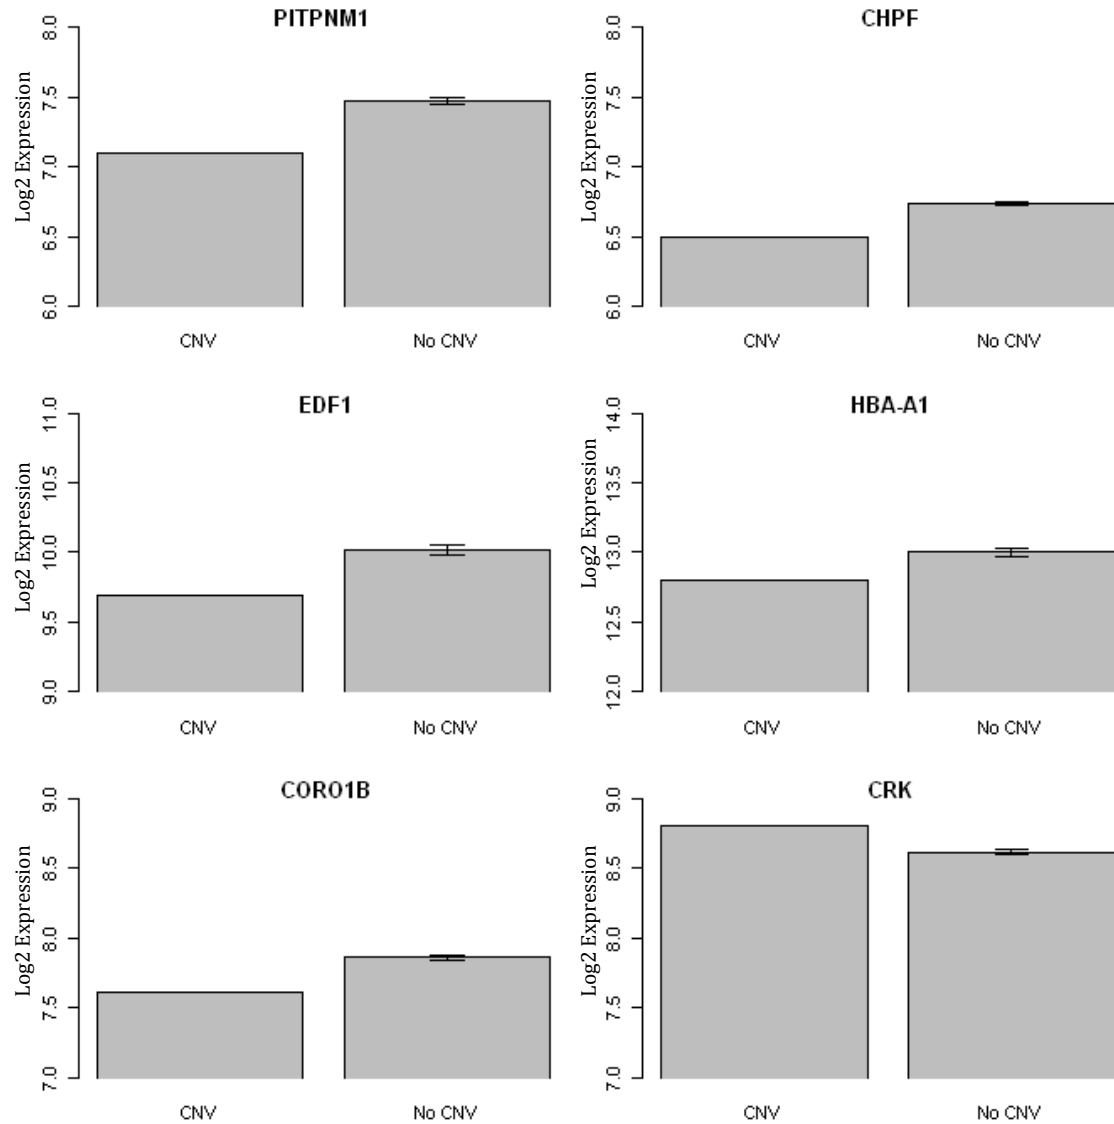 PITPNM1
Log2 Expression
8.0
7.5
7.0
6.5
6.0
CNV
No CNV
CHPF
Log2 Expression
8.0
7.5
7.0
6.5
6.0
CNV
No CNV
EDF1
Log2 Expression
11.0
10.5
10.0
9.5
9.0
CNV
No CNV
HBA-A1
Log2 Expression
14.0
13.5
13.0
12.5
12.0
CNV
No CNV
CORO1B
Log2 Expression
9.0
8.5
8.0
7.5
7.0
CNV
No CNV
CRK
Log2 Expression
9.0
8.5
8.0
7.5
7.0
CNV
No CNV